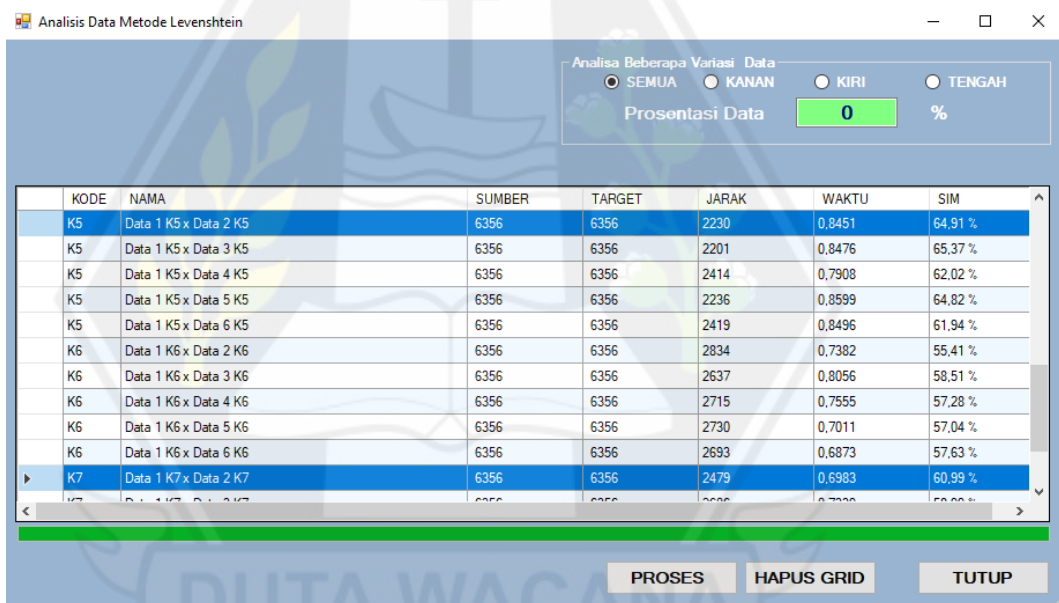 Analisis Data Metode Levenshtein
Analisa Beberapa Variasi Data
SEMUA KANAN KIRI TENGAH
Prosentasi Data 0 %
KODE NAMA SUMBER TARGET JARAK WAKTU SIM
K5 Data 1 K5 x Data 2 K5 6356 6356 2230 0,8451 64,91 %
K5 Data 1 K5 x Data 3 K5 6356 6356 2201 0,8476 65,37 %
K5 Data 1 K5 x Data 4 K5 6356 6356 2414 0,7908 62,02 %
K5 Data 1 K5 x Data 5 K5 6356 6356 2236 0,8599 64,82 %
K5 Data 1 K5 x Data 6 K5 6356 6356 2419 0,8496 61,94 %
K6 Data 1 K6 x Data 2 K6 6356 6356 2834 0,7382 55,41 %
K6 Data 1 K6 x Data 3 K6 6356 6356 2637 0,8056 58,51 %
K6 Data 1 K6 x Data 4 K6 6356 6356 2715 0,7555 57,28 %
K6 Data 1 K6 x Data 5 K6 6356 6356 2730 0,7011 57,04 %
K6 Data 1 K6 x Data 6 K6 6356 6356 2693 0,6873 57,63 %
K7 Data 1 K7 x Data 2 K7 6356 6356 2479 0,6983 60,99 %
PROSES HAPUS GRID TUTUP
DUTA WACANA